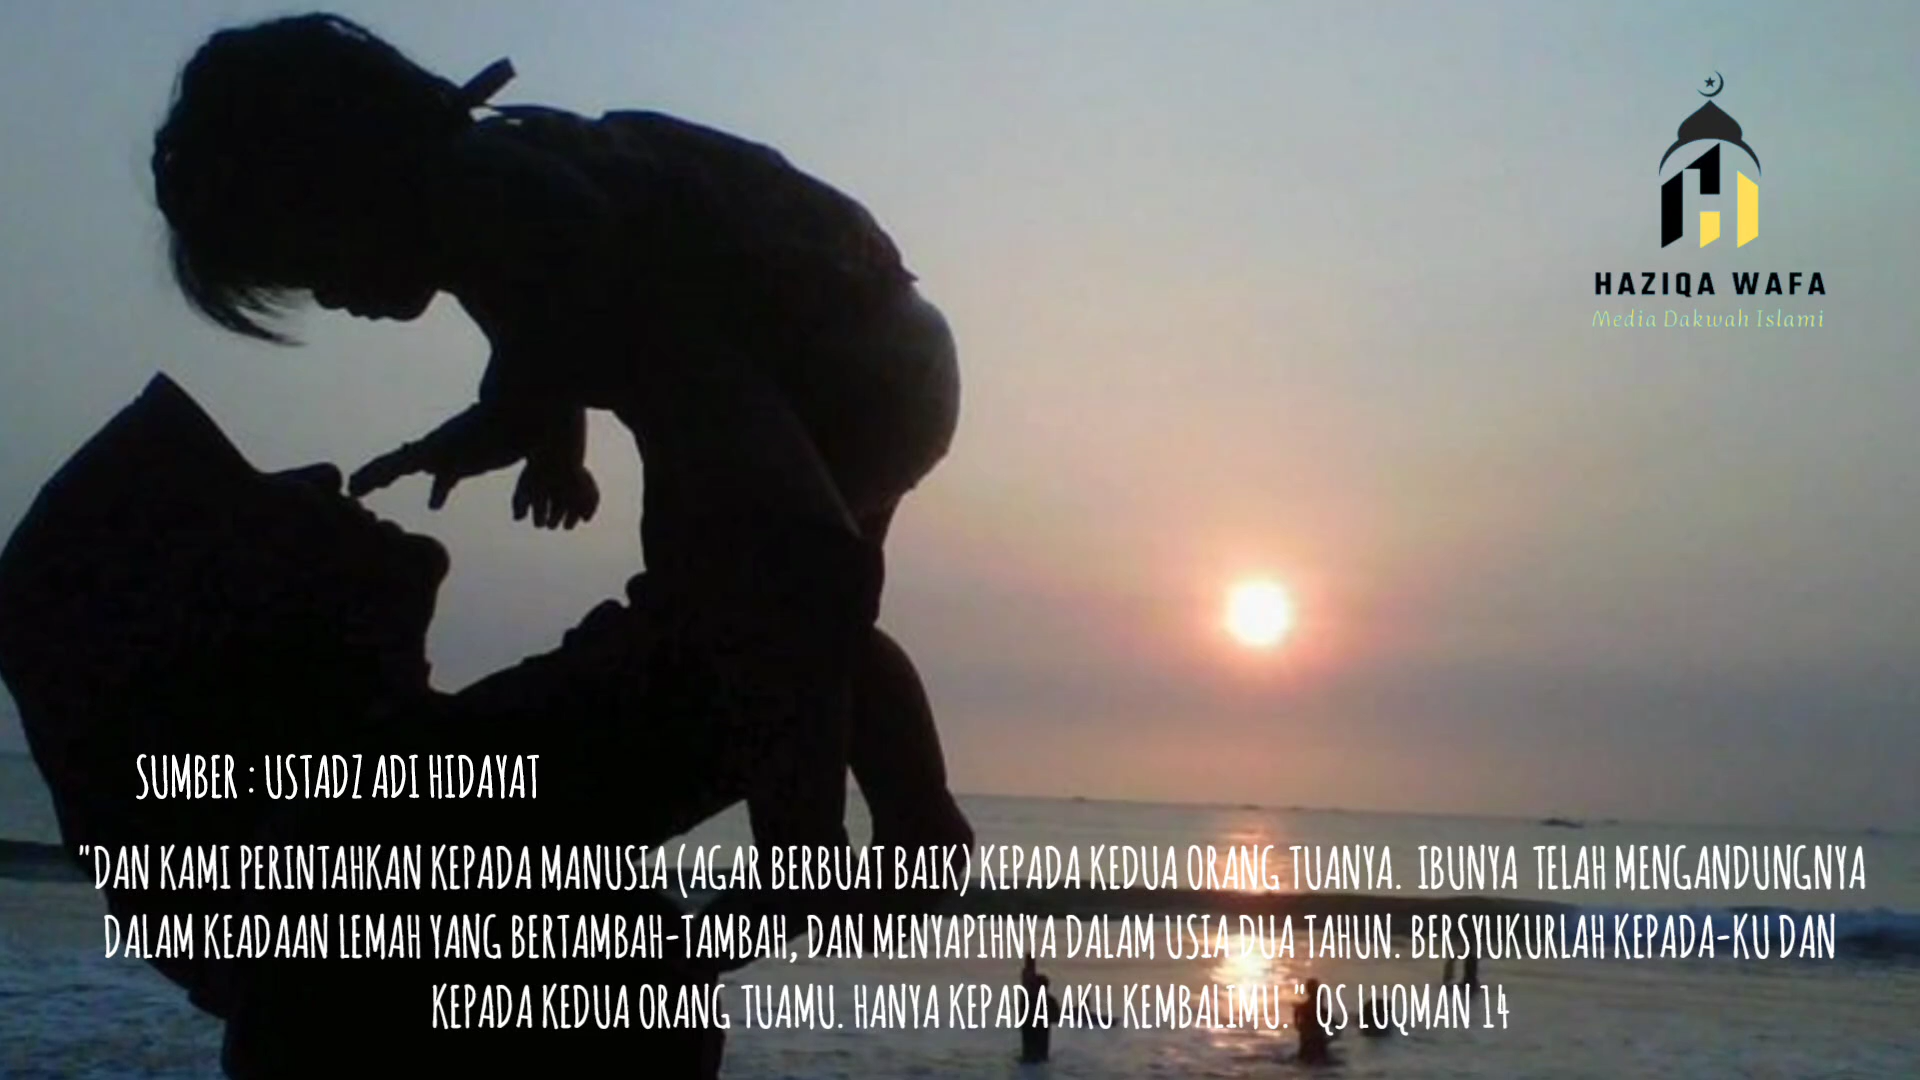 HAZIQA WAFA
Media Dakwah Islami
SUMBER : USTADZ ADI HIDAYAT
"DAN KAMI PERINTAHKAN KEPADA MANUSIA (AGAR BERBUAT BAIK) KEPADA KEDUA ORANG TUANYA. IBUNYA TELAH MENGANDUNGNYA
DALAM KEADAAN LEMAH YANG BERTAMBAH-TAMBAH, DAN MENYAPIHNYA DALAM USIA DUA TAHUN. BERSYUKURLAH KEPADA-KU DAN
KEPADA KEDUA ORANG TUAMU. HANYA KEPADA AKU KEMBALIMU." QS LUQMAN 14